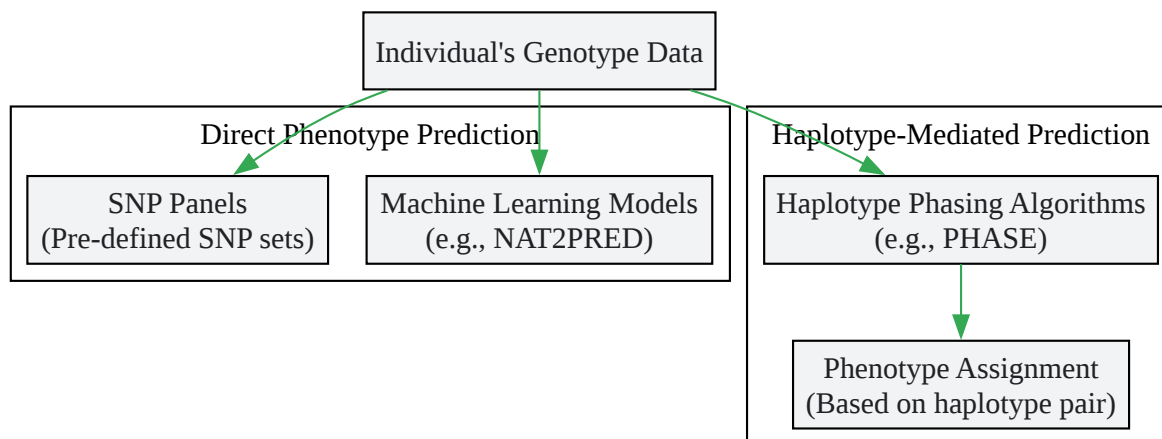 Individual's Genotype Data
Direct Phenotype Prediction
SNP Panels
(Pre-defined SNP sets)
Machine Learning Models
(e.g., NAT2PRED)
Haplotype-Mediated Prediction
Haplotype Phasing Algorithms
(e.g., PHASE)
Phenotype Assignment
(Based on haplotype pair)